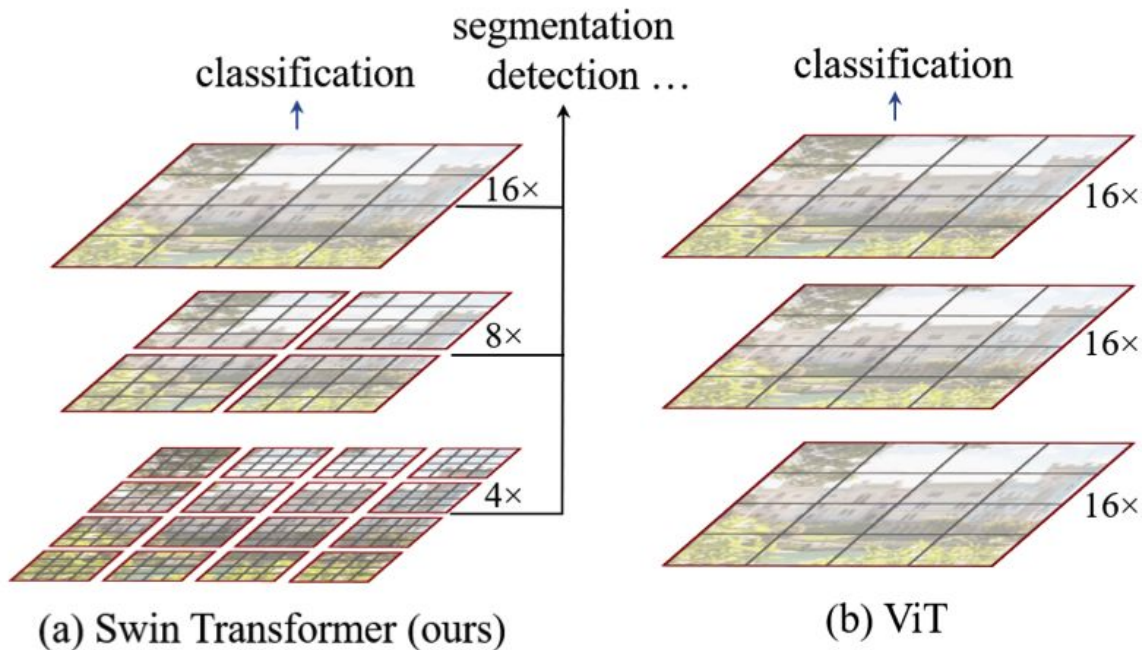 segmentation
classification
detection …
classification
16×
16×
8×
16×
4×
16×
(a) Swin Transformer (ours)
(b) ViT